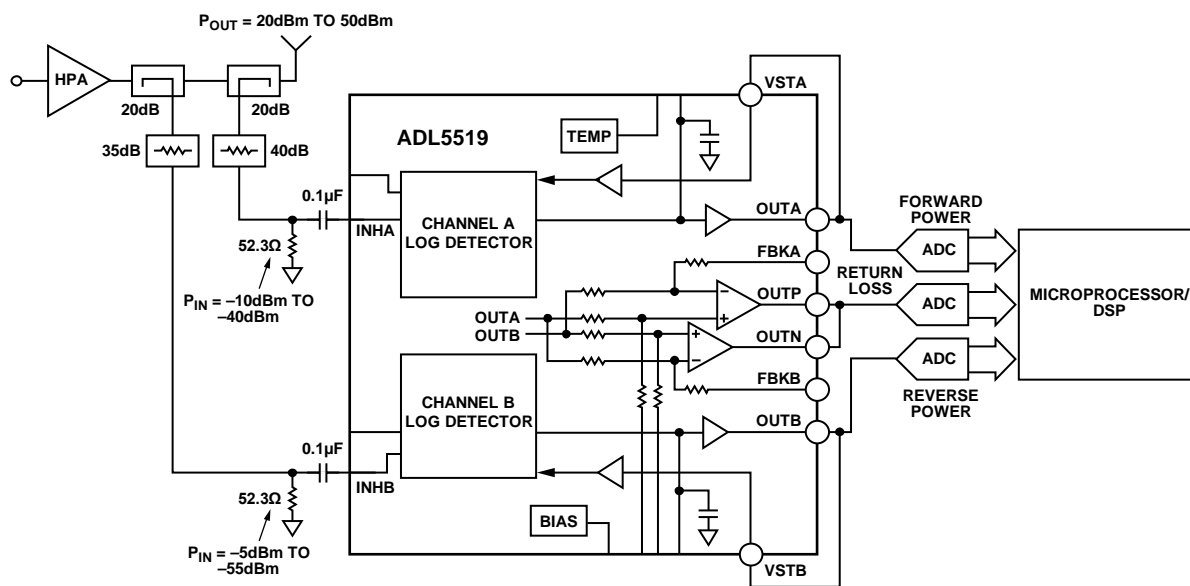 P_OUT = 20dBm TO 50dBm
HPA
20dB
20dB
35dB
40dB
0.1µF
52.3Ω
P_IN = –10dBm TO
–40dBm
INHA
ADL5519
TEMP
CHANNEL A
LOG DETECTOR
VSTA
OUTA
FBKA
OUTP
OUTA
OUTB
OUTN
FBKB
CHANNEL B
LOG DETECTOR
OUTB
0.1µF
INHB
52.3Ω
P_IN = –5dBm TO
–55dBm
BIAS
VSTB
FORWARD
POWER
ADC
RETURN
LOSS
ADC
ADC
REVERSE
POWER
MICROPROCESSOR/
DSP